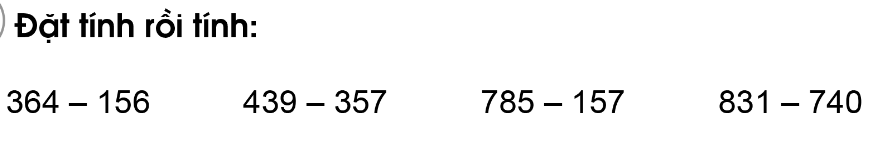 Đặt tính rồi tính:
364 – 156 439 – 357 785 – 157 831 – 740